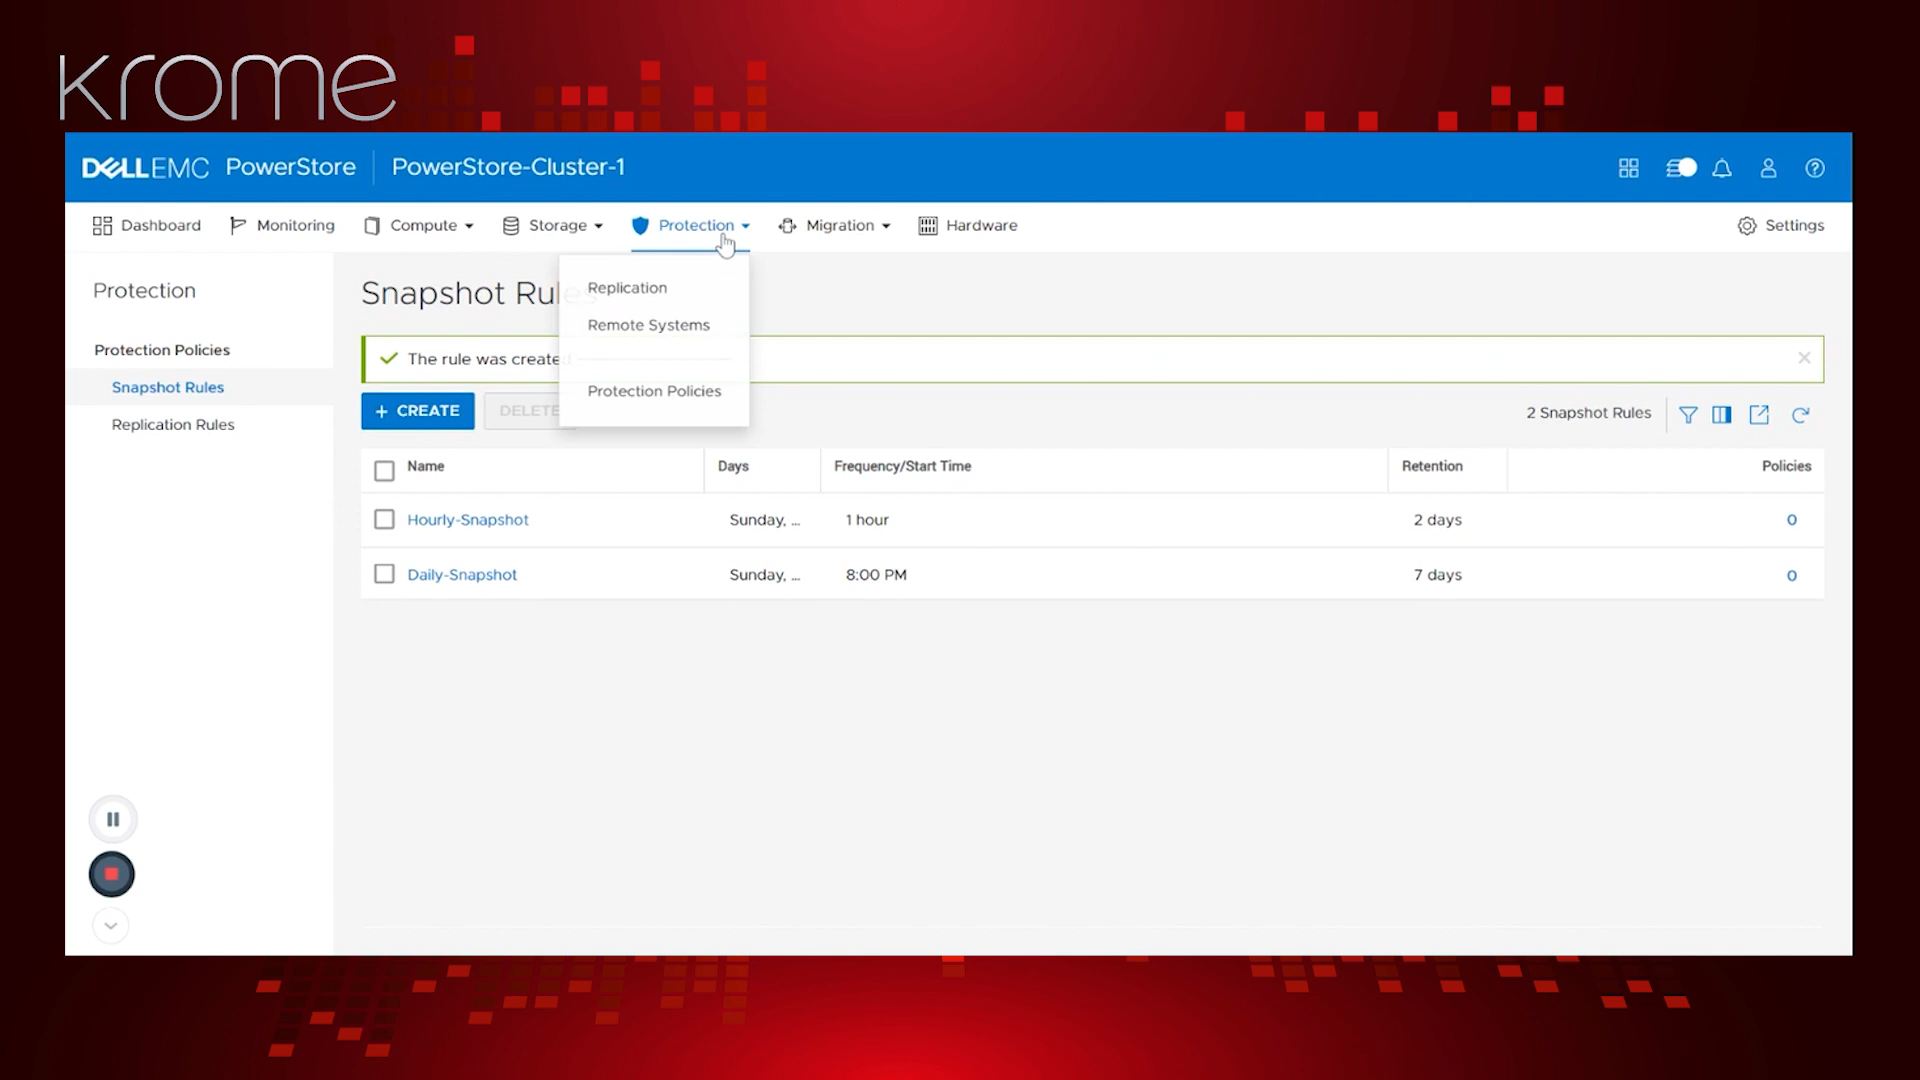 krome
DELLEMC PowerStore PowerStore-Cluster-1
Dashboard Monitoring Compute Storage Protection Migration Hardware Settings
Protection
Protection Policies
Snapshot Rules
Replication Rules
Snapshot Rules
Replication
Remote Systems
Protection Policies
The rule was create
+ CREATE DELETE
2 Snapshot Rules
Name Days Frequency/Start Time Retention Policies
Hourly-Snapshot Sunday, ... 1 hour 2 days 0
Daily-Snapshot Sunday, ... 8:00 PM 7 days 0